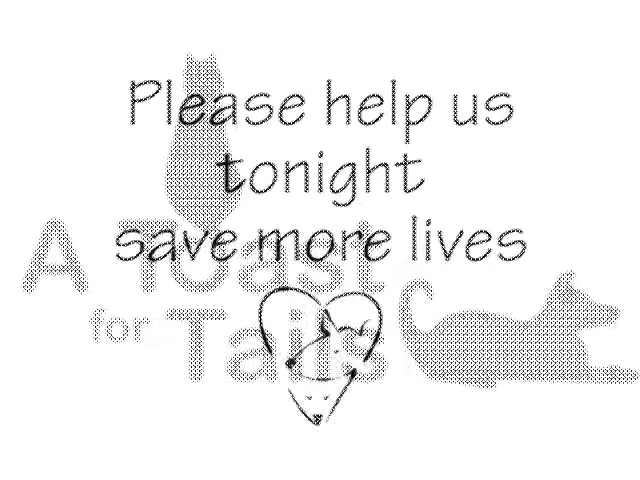 Please help us
tonight
save more lives
A Toast
for Tails